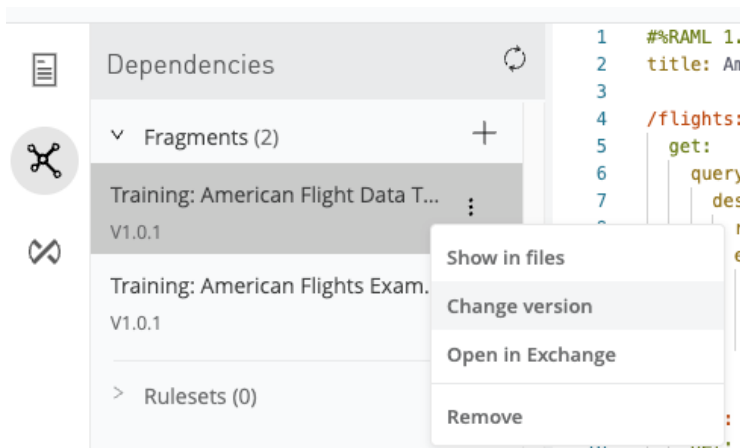 Dependencies
Fragments (2)
Training: American Flight Data T...
V1.0.1
Training: American Flights Exam.
V1.0.1
Rulesets (0)
Show in files
Change version
Open in Exchange
Remove
1 #%RAML 1.
2 title: Am
3
4 /flights:
5 get:
6 query
7 des